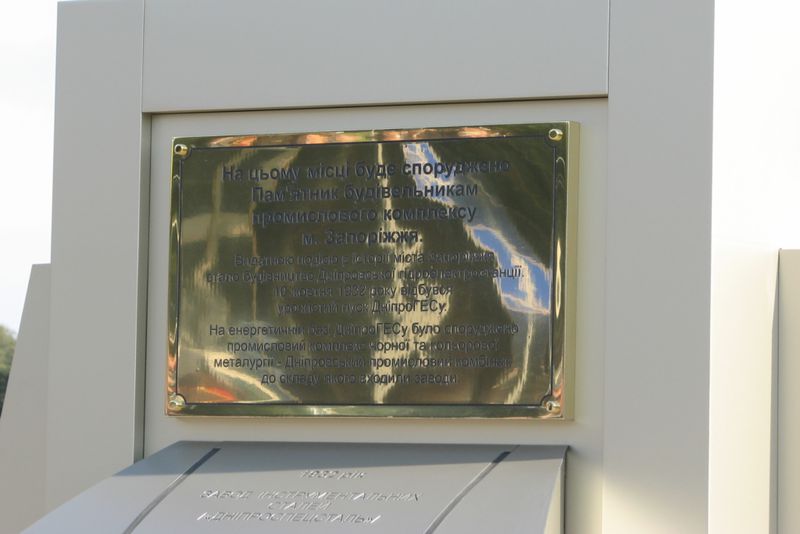 На цьому місці буде споруджено
Пам'ятник будівельникам
промислового комплексу
м. Запоріжжя.
Видатною подією в історії міста Запоріжжя
стало будівництво Дніпровської гідроелектростанції.
10 жовтня 1932 року відбувся
урочистий пуск ДніпроГЕСу.
На енергетичній базі ДніпроГЕСу було споруджено
промисловий комплекс чорної та кольорової
металургії - Дніпровський промисловий комбінат
до складу якого входили заводи:
1932 рік
ЗАВОД ІНСТРУМЕНТАЛЬНИХ
СТАЛЕЙ
«ДНІПРОСПЕЦСТАЛЬ»